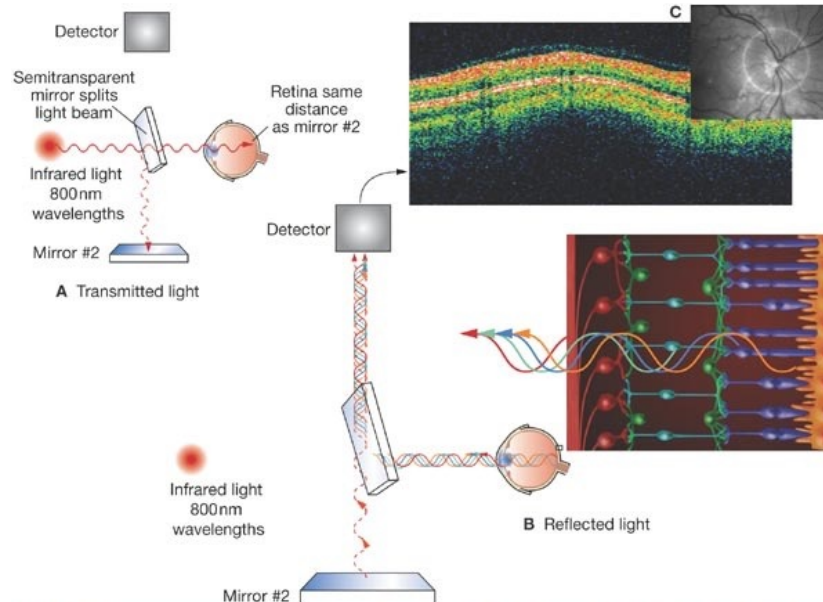 C
Detector
Semitransparent
mirror splits
light beam
Retina same
distance
as mirror #2
Infrared light
800nm
wavelengths
Mirror #2
A Transmitted light
Detector
Infrared light
800nm
wavelengths
B Reflected light
Mirror #2